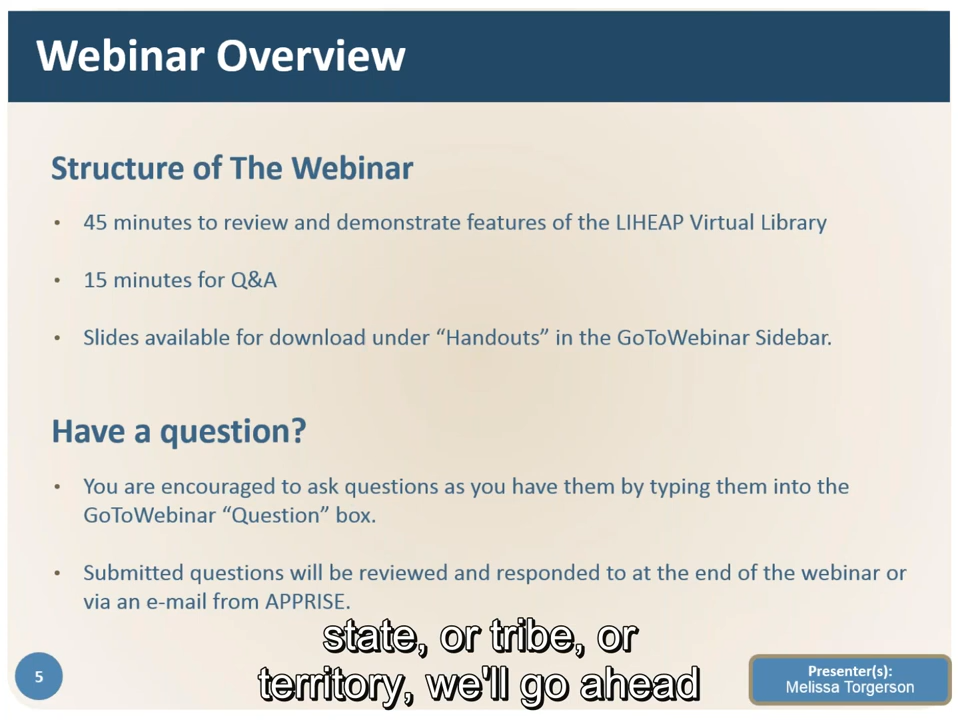 Webinar Overview
Structure of The Webinar
• 45 minutes to review and demonstrate features of the LIHEAP Virtual Library
• 15 minutes for Q&A
• Slides available for download under “Handouts” in the GoToWebinar Sidebar.
Have a question?
• You are encouraged to ask questions as you have them by typing them into the
GoToWebinar “Question” box.
• Submitted questions will be reviewed and responded to at the end of the webinar or
via an e-mail from APPRISE.
state, or tribe, or
territory, we'll go ahead
5
Presenter(s):
Melissa Torgerson